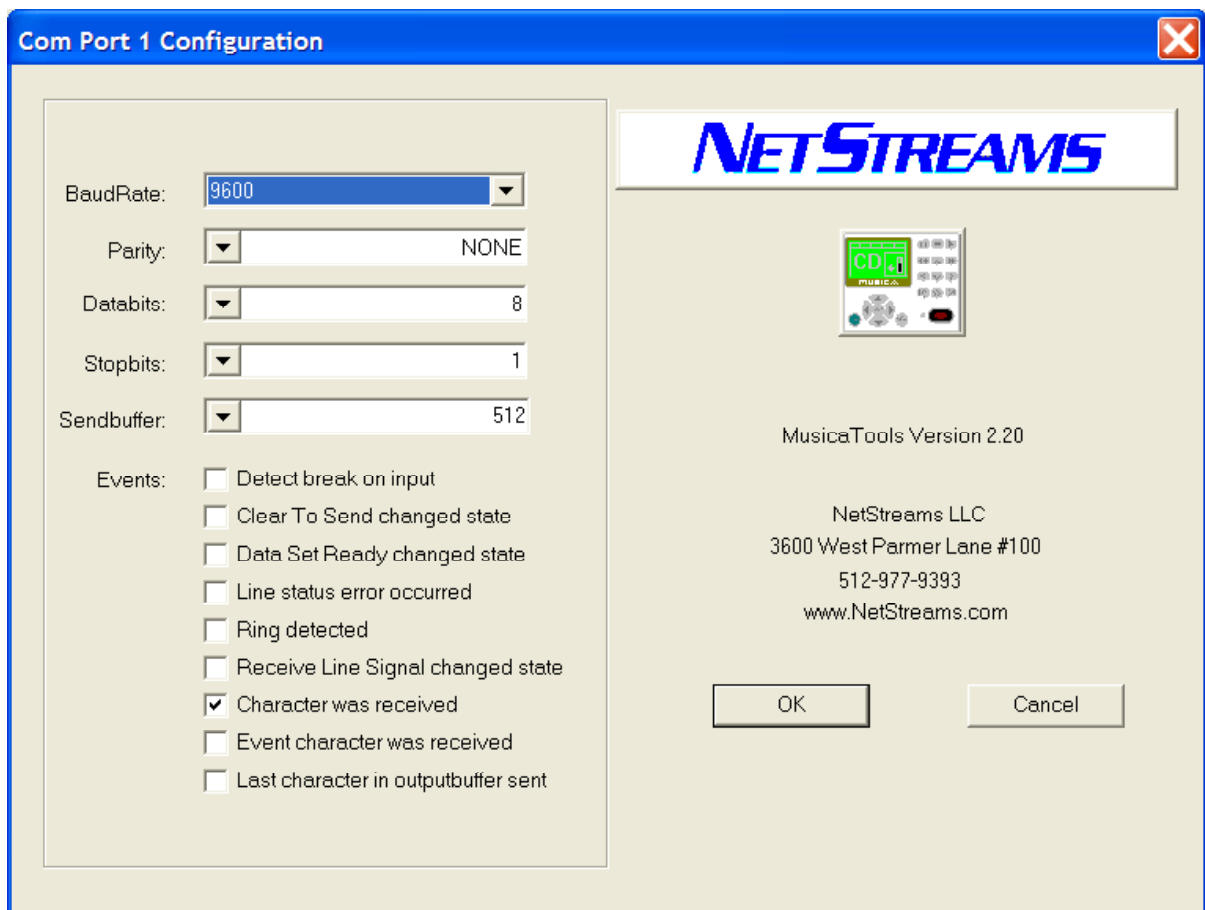 Com Port 1 Configuration
BaudRate: 9600
Parity: NONE
Databits: 8
Stopbits: 1
Sendbuffer: 512
Events: Detect break on input
Clear To Send changed state
Data Set Ready changed state
Line status error occurred
Ring detected
Receive Line Signal changed state
Character was received
Event character was received
Last character in outputbuffer sent
NETSTREAMS
CD
MUSICA
MusicaTools Version 2.20
NetStreams LLC
3600 West Parmer Lane #100
512-977-9393
www.NetStreams.com
OK
Cancel